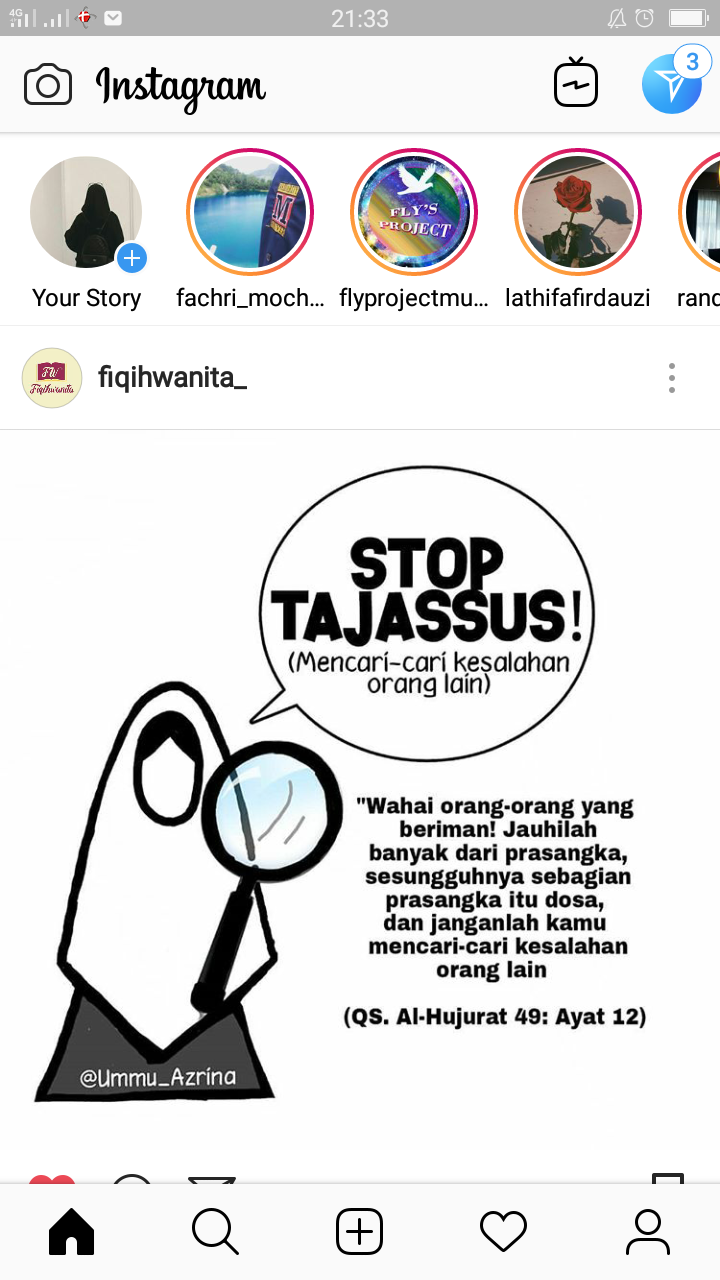 4G
21:33
Instagram
3
Your Story
fachri_moch...
flyprojectmu...
lathifafirdauzi
rand
M
FLY'S
PROJECT
FW
Fiqihwanita
fiqihwanita_
STOP
TAJASSUS!
(Mencari-cari kesalahan
orang lain)
"Wahai orang-orang yang
beriman! Jauhilah
banyak dari prasangka,
sesungguhnya sebagian
prasangka itu dosa,
dan janganlah kamu
mencari-cari kesalahan
orang lain
(QS. Al-Hujurat 49: Ayat 12)
@Ummu_Azrina